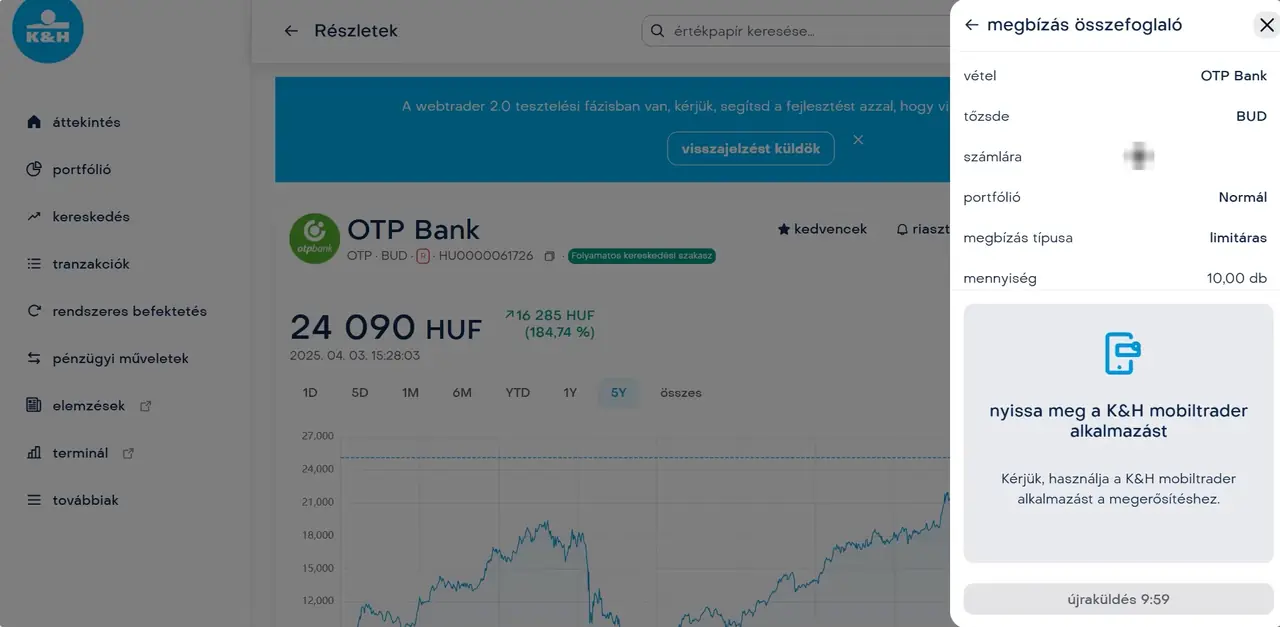 K&H
áttekintés
portfólió
kereskedés
tranzakciók
rendszeres befektetés
pénzügyi műveletek
elemzések
terminál
továbbiak
Részletek
értékpapír keresése...
A webtrader 2.0 tesztelési fázisban van, kérjük, segítsd a fejlesztést azzal, hogy vi
visszajelzést küldök
otpbank
OTP Bank
OTP · BUD · R · HU0000061726 · Folyamatos kereskedési szakasz
kedvencek
riaszt
24 090 HUF
16 285 HUF
(184,74 %)
2025. 04. 03. 15:28:03
1D 5D 1M 6M YTD 1Y 5Y összes
27,000
24,000
21,000
18,000
15,000
12,000
megbízás összefoglaló
vétel OTP Bank
tőzsde BUD
számlára
portfólió Normál
megbízás típusa limitáras
mennyiség 10,00 db
nyissa meg a K&H mobiltrader
alkalmazást
Kérjük, használja a K&H mobiltrader
alkalmazást a megerősítéshez.
újraküldés 9:59